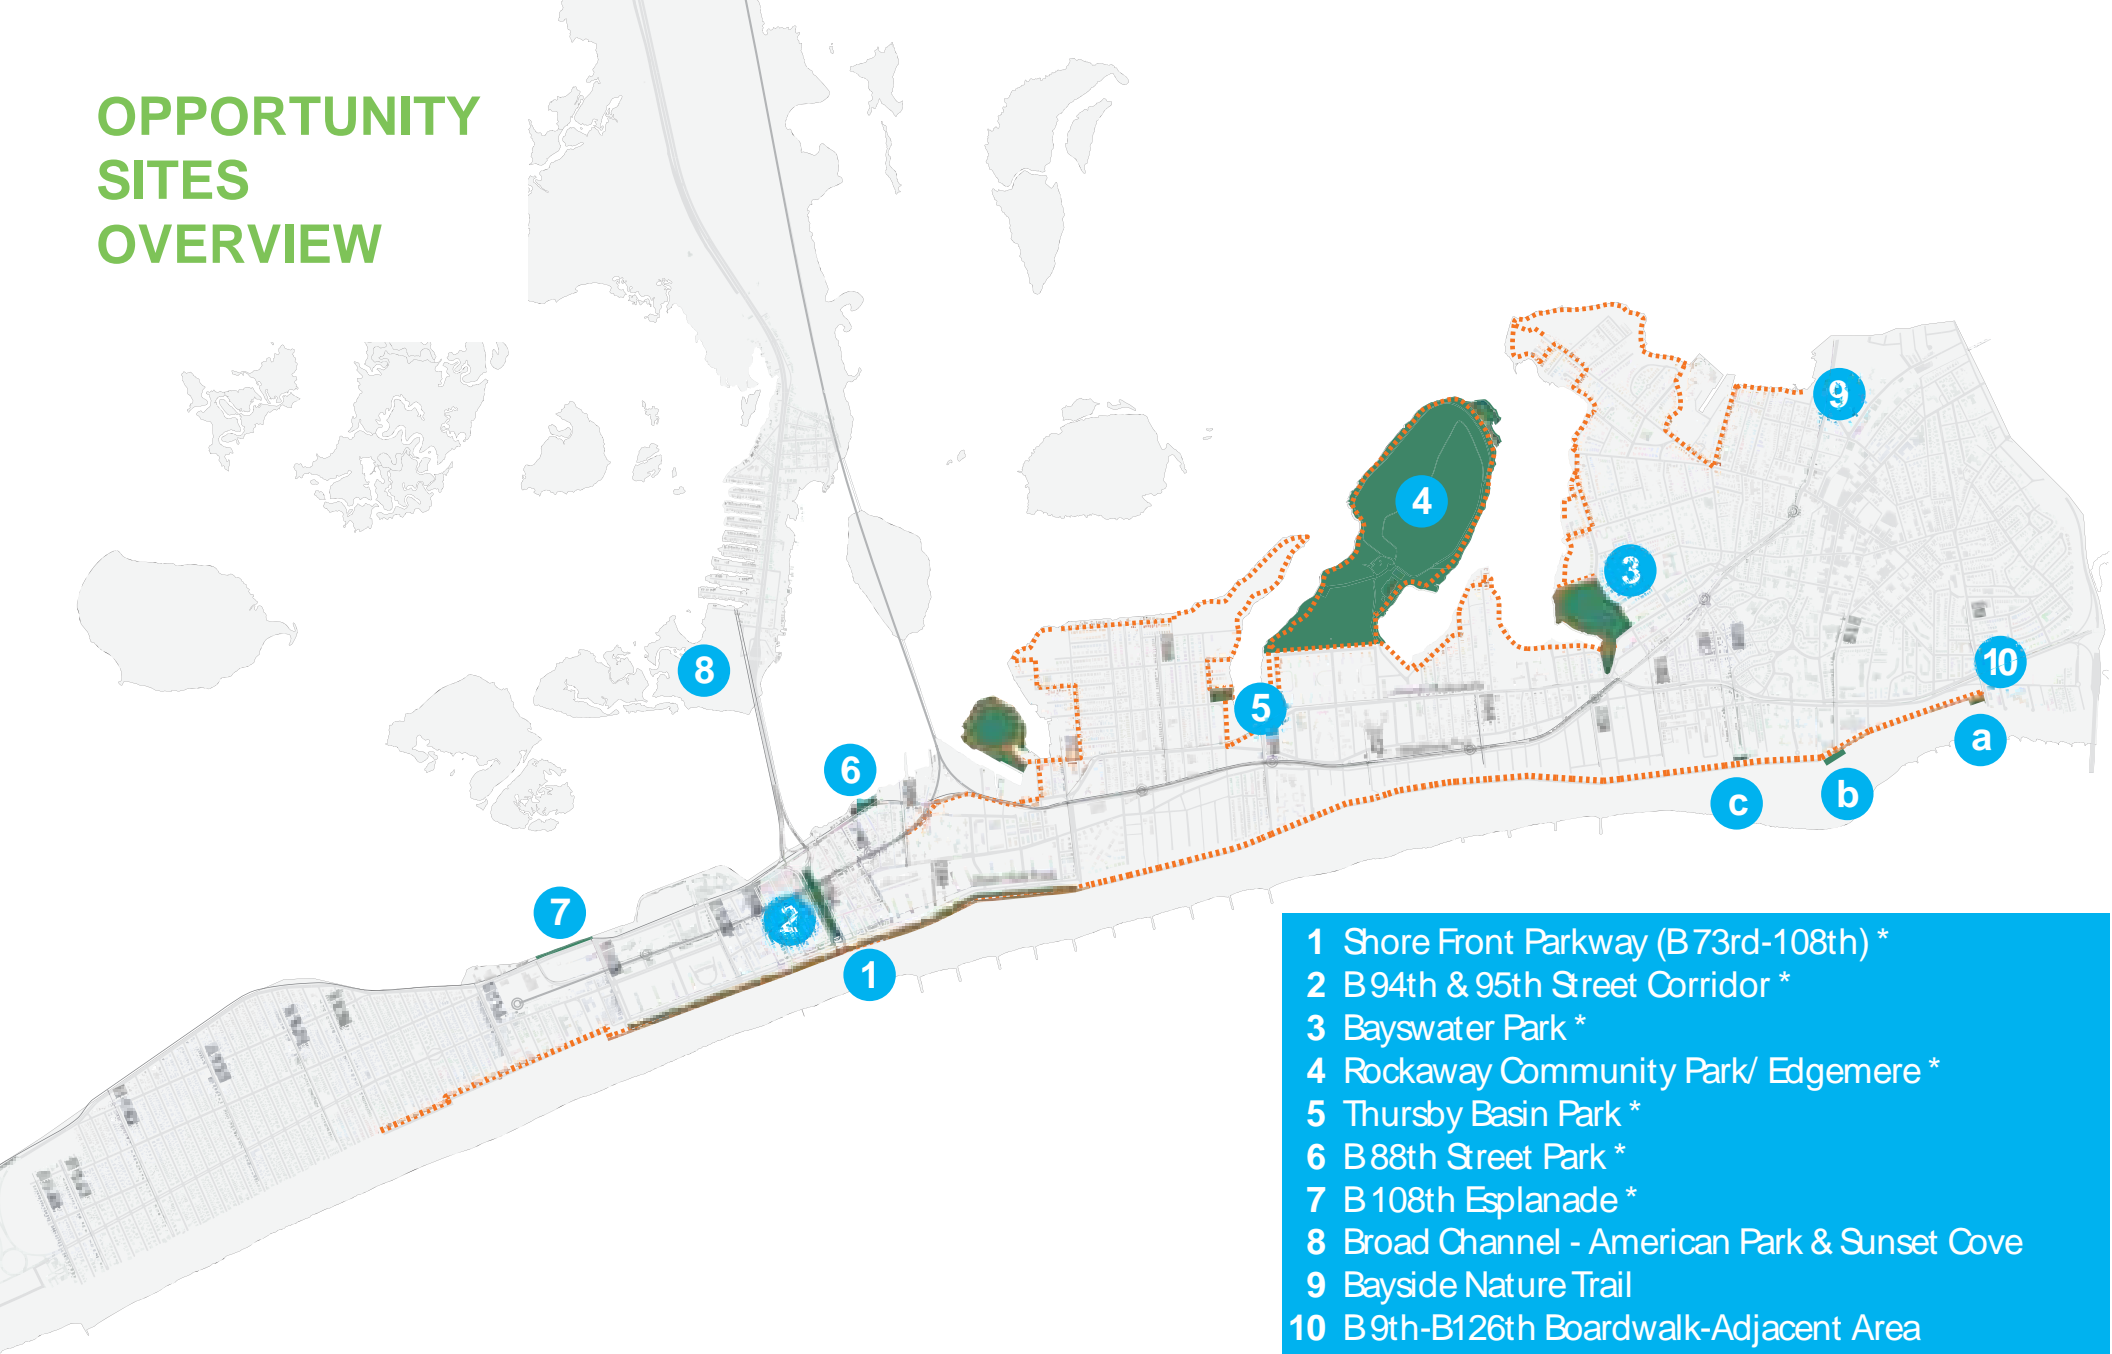 OPPORTUNITY
SITES
OVERVIEW
9
4
3
8
10
5
a
6
b
c
7
2
1
1 Shore Front Parkway (B 73rd-108th) *
2 B 94th & 95th Street Corridor *
3 Bayswater Park *
4 Rockaway Community Park/ Edgemere *
5 Thursby Basin Park *
6 B 88th Street Park *
7 B 108th Esplanade *
8 Broad Channel - American Park & Sunset Cove
9 Bayside Nature Trail
10 B 9th-B126th Boardwalk-Adjacent Area